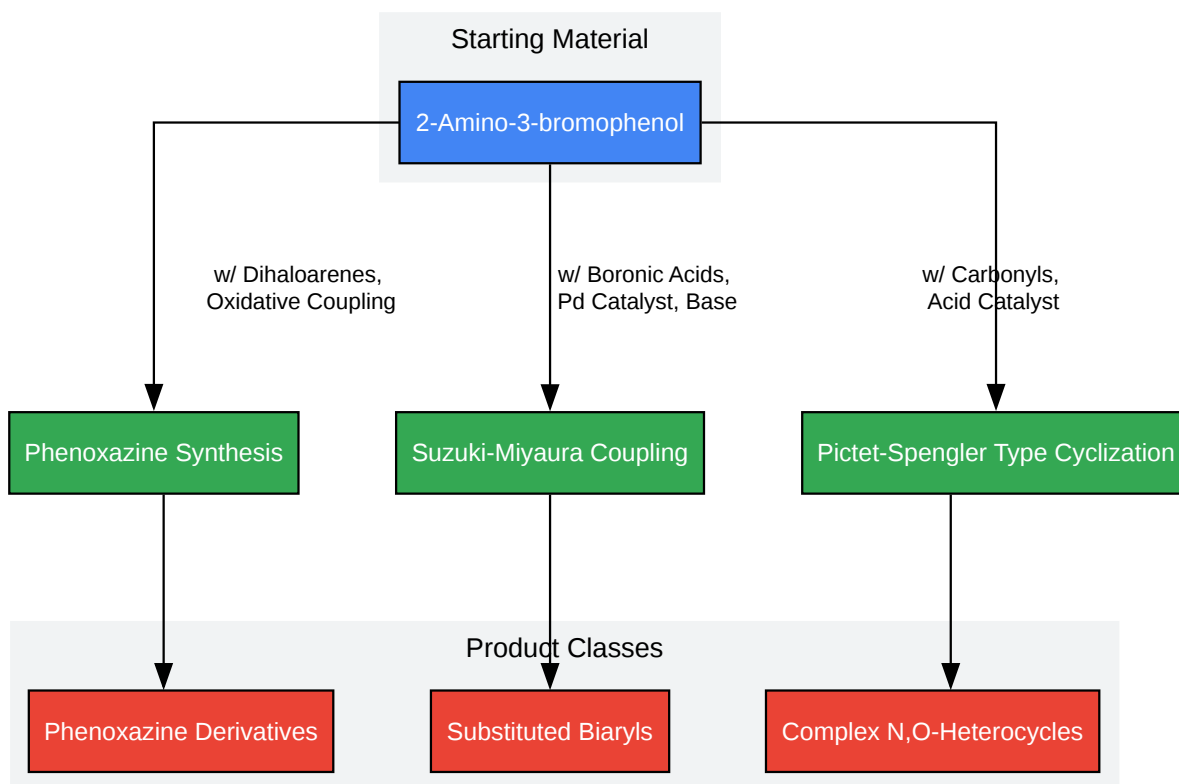 Starting Material
2-Amino-3-bromophenol
w/ Dihaloarenes,
Oxidative Coupling
w/ Boronic Acids,
Pd Catalyst, Base
w/ Carbonyls,
Acid Catalyst
Phenoxazine Synthesis
Suzuki-Miyaura Coupling
Pictet-Spengler Type Cyclization
Product Classes
Phenoxazine Derivatives
Substituted Biaryls
Complex N,O-Heterocycles